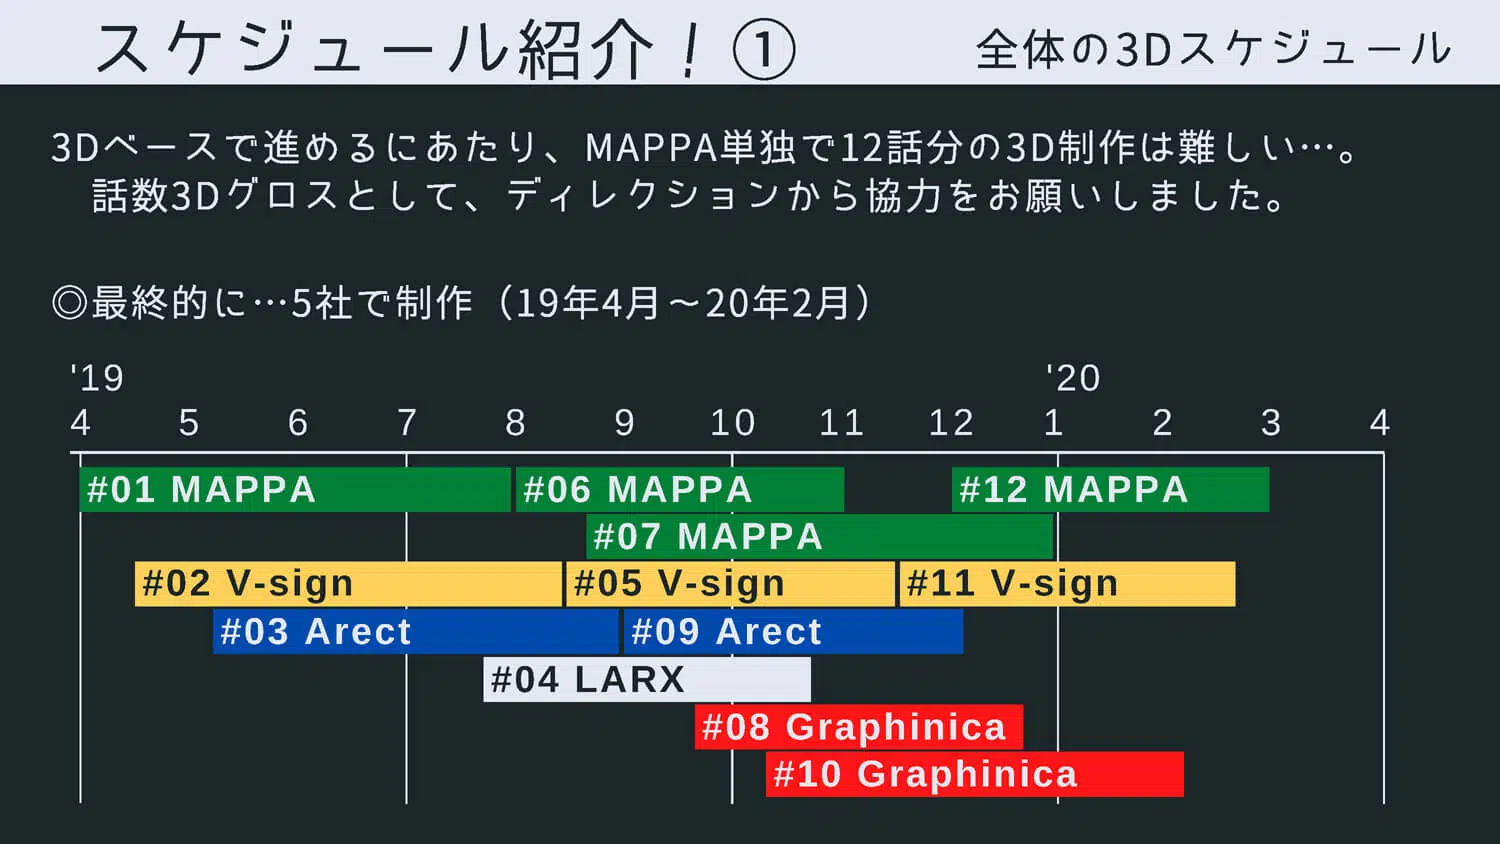 スケジュール紹介！①
全体の3Dスケジュール
3Dベースで進めるにあたり、MAPPA単独で12話分の3D制作は難しい…。
話数3Dグロスとして、ディレクションから協力をお願いしました。
◎最終的に…5社で制作（19年4月～20年2月）
'19 '20
4 5 6 7 8 9 10 11 12 1 2 3 4
#01 MAPPA #06 MAPPA #12 MAPPA
#07 MAPPA
#02 V-sign #05 V-sign #11 V-sign
#03 Arect #09 Arect
#04 LARX
#08 Graphinica
#10 Graphinica